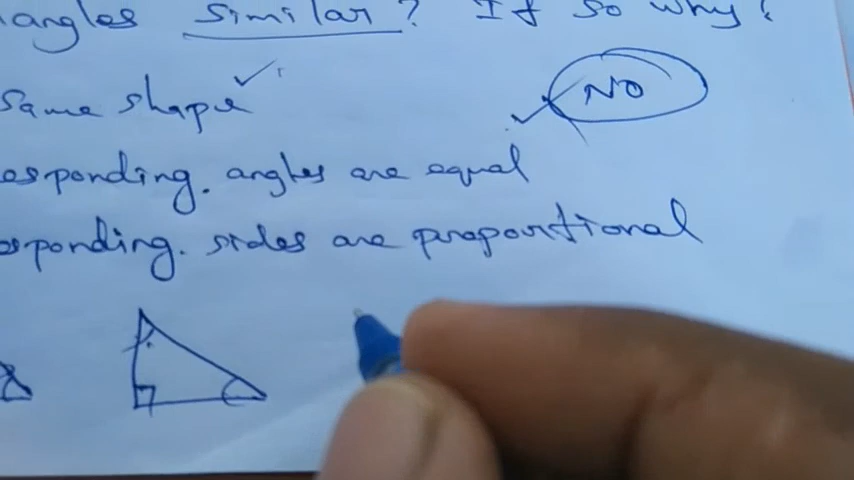 angles similar? If so why?
same shape
NO
esponding. angles are equal
sponding. sides are proportional